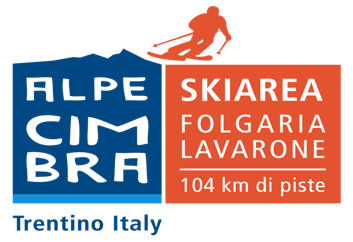 ALPE
CIM
BRA
SKIAREA
FOLGARIA
LAVARONE
104 km di piste
Trentino Italy